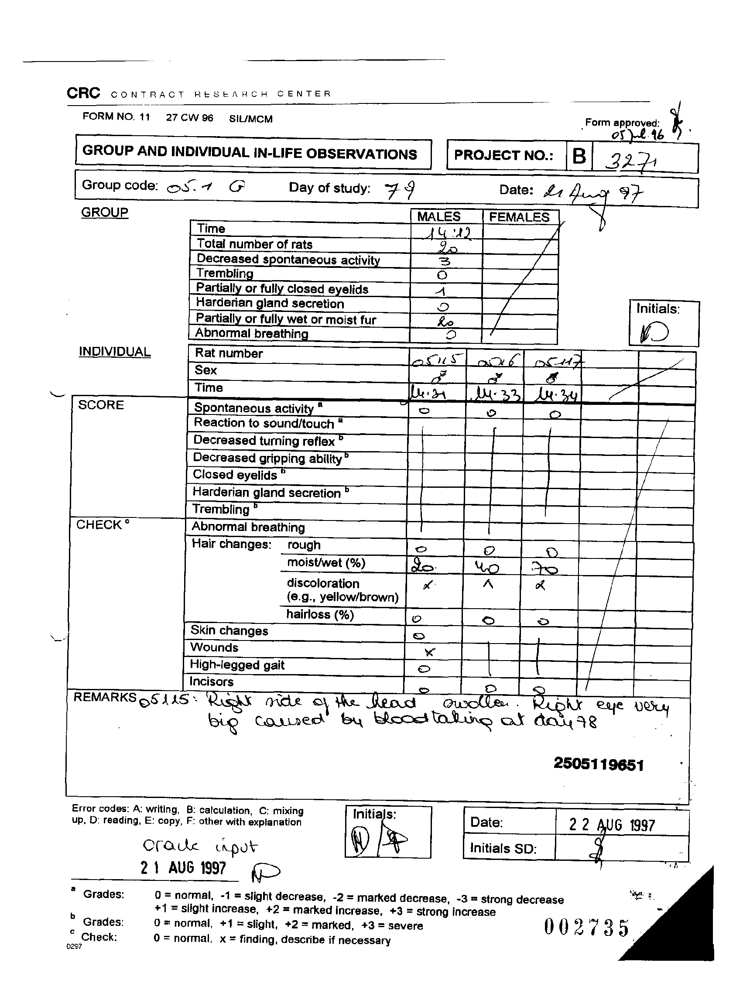 CRC CONTRACT RESEARCH CENTER
FORM NO. 11 27 CW 96 SIL/MCM
Form approved:
05 Jul 96
GROUP AND INDIVIDUAL IN-LIFE OBSERVATIONS PROJECT NO.: B 3271
Group code: 05.1 G Day of study: 79 Date: 21 Aug 97
GROUP MALES FEMALES
Time 14:12
Total number of rats 20
Decreased spontaneous activity 3
Trembling 0
Partially or fully closed eyelids 1
Harderian gland secretion 0
Partially or fully wet or moist fur 20
Abnormal breathing 0
Initials:
INDIVIDUAL Rat number 05115 05116 05117
Sex ♂ ♂ ♂
Time 14.31 14.33 14.34
SCORE Spontaneous activity a 0 0 0
Reaction to sound/touch a
Decreased turning reflex b
Decreased gripping ability b
Closed eyelids b
Harderian gland secretion b
Trembling b
CHECK c Abnormal breathing
Hair changes: rough 0 0 0
moist/wet (%) 20 40 70
discoloration x x
(e.g., yellow/brown)
hairloss (%) 0 0 0
Skin changes 0
Wounds x
High-legged gait 0
Incisors 0 0 0
REMARKS 05115: Right side of the head swollen. Right eye very
big caused by bloodtaking at day 78
2505119651
Error codes: A: writing, B: calculation, C: mixing
up, D: reading, E: copy, F: other with explanation
Initials:
Date: 22 AUG 1997
Initials SD:
Oracle input
21 AUG 1997
a Grades: 0 = normal, -1 = slight decrease, -2 = marked decrease, -3 = strong decrease
+1 = slight increase, +2 = marked increase, +3 = strong increase
b Grades: 0 = normal, +1 = slight, +2 = marked, +3 = severe
c Check: 0 = normal, x = finding, describe if necessary
0297
002735